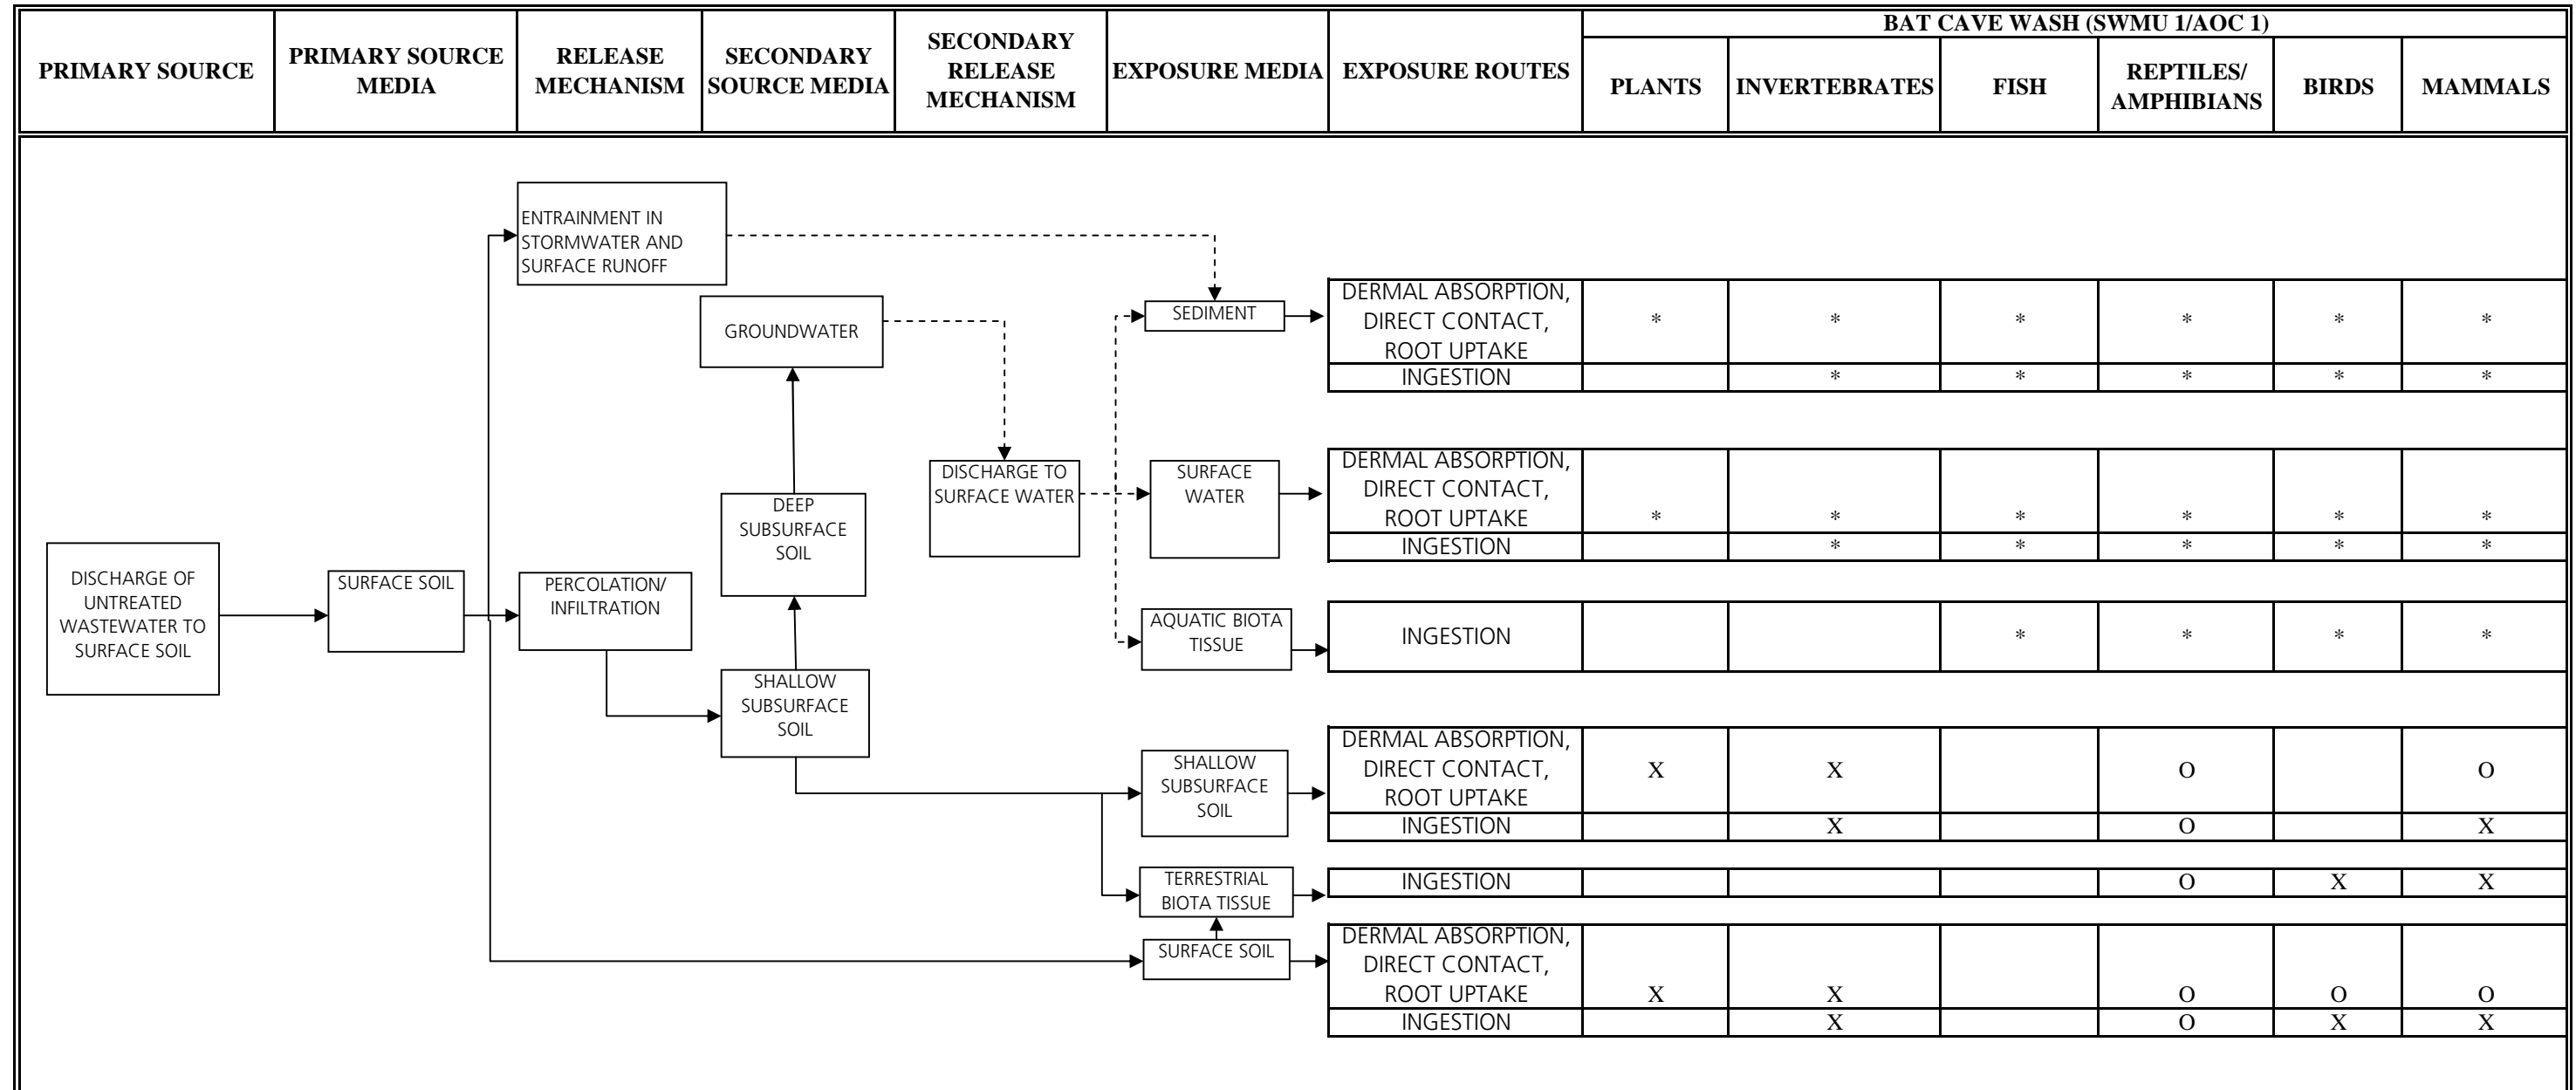 BAT CAVE WASH (SWMU 1/AOC 1)
PRIMARY SOURCE
PRIMARY SOURCE
MEDIA
RELEASE
MECHANISM
SECONDARY
SOURCE MEDIA
SECONDARY
RELEASE
MECHANISM
EXPOSURE MEDIA
EXPOSURE ROUTES
PLANTS
INVERTEBRATES
FISH
REPTILES/
AMPHIBIANS
BIRDS
MAMMALS
ENTRAINMENT IN
STORMWATER AND
SURFACE RUNOFF
GROUNDWATER
SEDIMENT
DERMAL ABSORPTION,
DIRECT CONTACT,
ROOT UPTAKE
* * * * * *
INGESTION
* * * * *
DISCHARGE TO
SURFACE WATER
SURFACE
WATER
DERMAL ABSORPTION,
DIRECT CONTACT,
ROOT UPTAKE
* * * * * *
INGESTION
* * * * *
DEEP
SUBSURFACE
SOIL
DISCHARGE OF
UNTREATED
WASTEWATER TO
SURFACE SOIL
SURFACE SOIL
PERCOLATION/
INFILTRATION
AQUATIC BIOTA
TISSUE
INGESTION
* * * *
SHALLOW
SUBSURFACE
SOIL
SHALLOW
SUBSURFACE
SOIL
DERMAL ABSORPTION,
DIRECT CONTACT,
ROOT UPTAKE
X X O O
INGESTION
X O X
TERRESTRIAL
BIOTA TISSUE
INGESTION
O X X
SURFACE SOIL
DERMAL ABSORPTION,
DIRECT CONTACT,
ROOT UPTAKE
X X O O O
INGESTION
X O X X